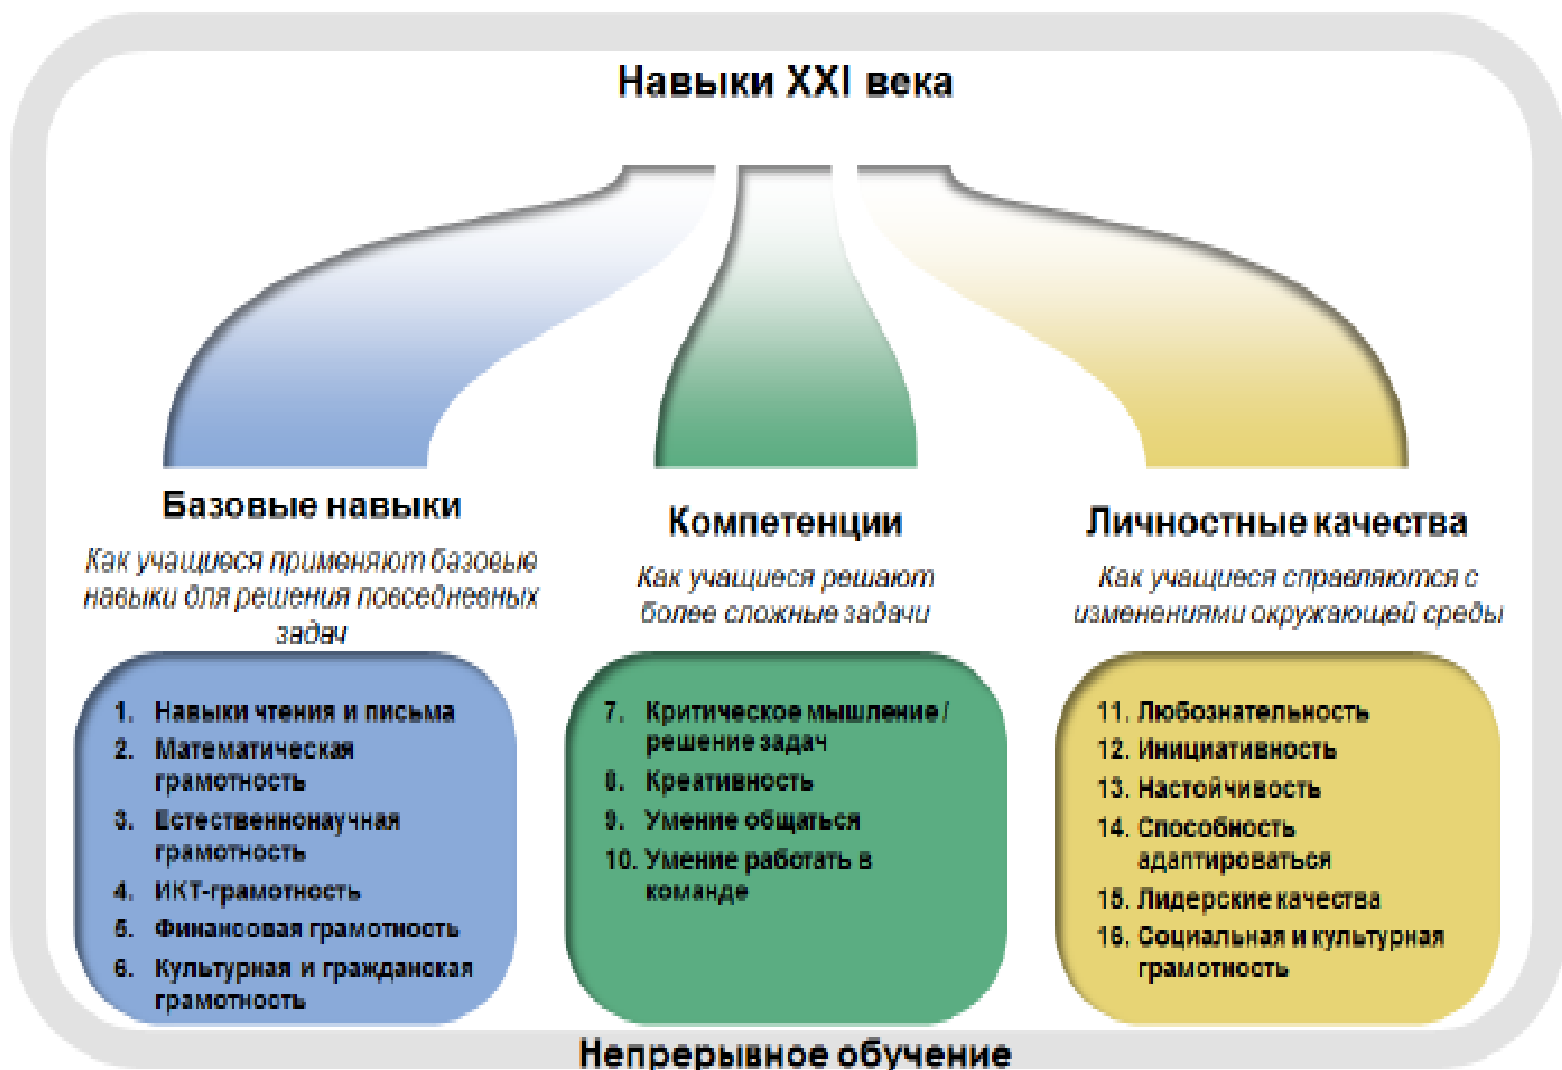 Навыки XXI века
Базовые навыки
Как учащиеся применяют базовые
навыки для решения повседневных
задач
1. Навыки чтения и письма
2. Математическая
грамотность
3. Естественнонаучная
грамотность
4. ИКТ-грамотность
5. Финансовая грамотность
6. Культурная и гражданская
грамотность
Компетенции
Как учащиеся решают
более сложные задачи
7. Критическое мышление /
решение задач
8. Креативность
9. Умение общаться
10. Умение работать в
команде
Личностные качества
Как учащиеся справляются с
изменениями окружающей среды
11. Любознательность
12. Инициативность
13. Настойчивость
14. Способность
адаптироваться
15. Лидерские качества
16. Социальная и культурная
грамотность
Непрерывное обучение